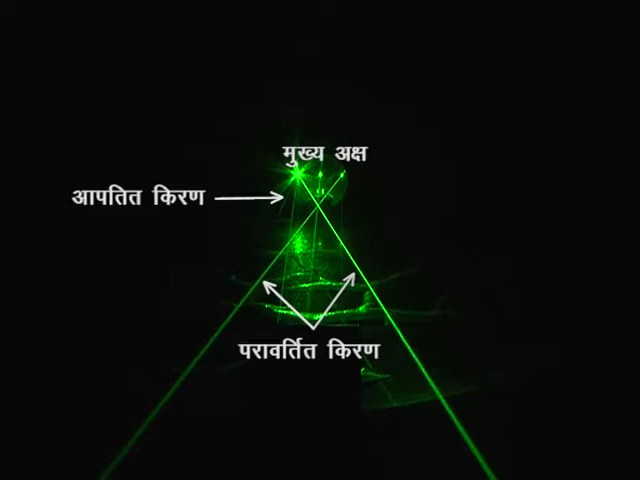 मुख्य अक्ष
आपतित किरण
परावर्तित किरण